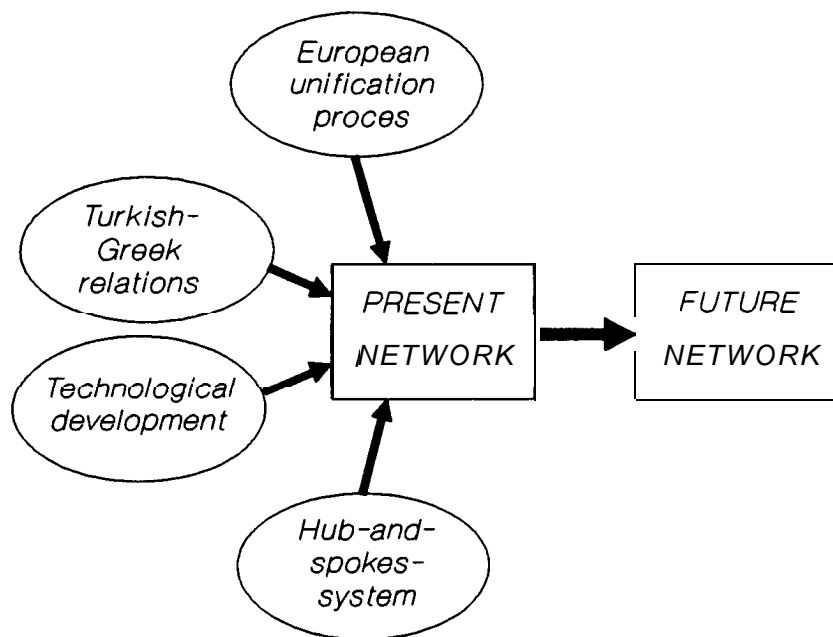 European
unification
proces
Turkish-
Greek
relations
Technological
development
PRESENT
NETWORK
FUTURE
NETWORK
Hub-and-
spokes-
system